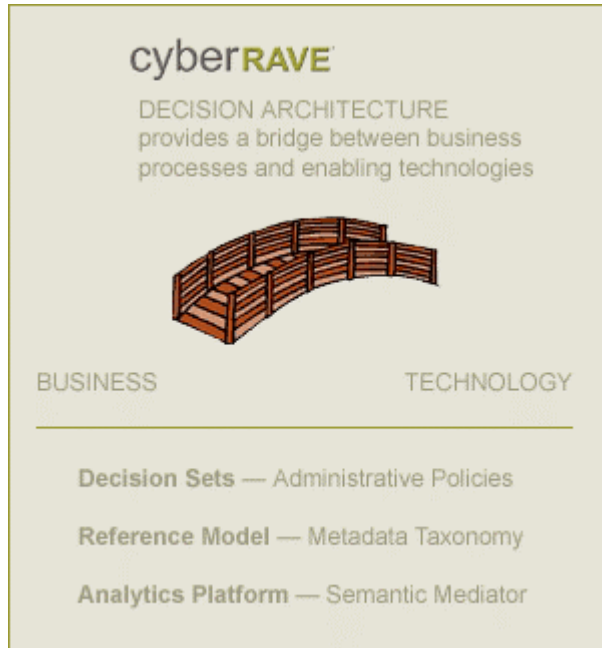 cyberRAVE
DECISION ARCHITECTURE
provides a bridge between business
processes and enabling technologies
BUSINESS TECHNOLOGY
Decision Sets — Administrative Policies
Reference Model — Metadata Taxonomy
Analytics Platform — Semantic Mediator